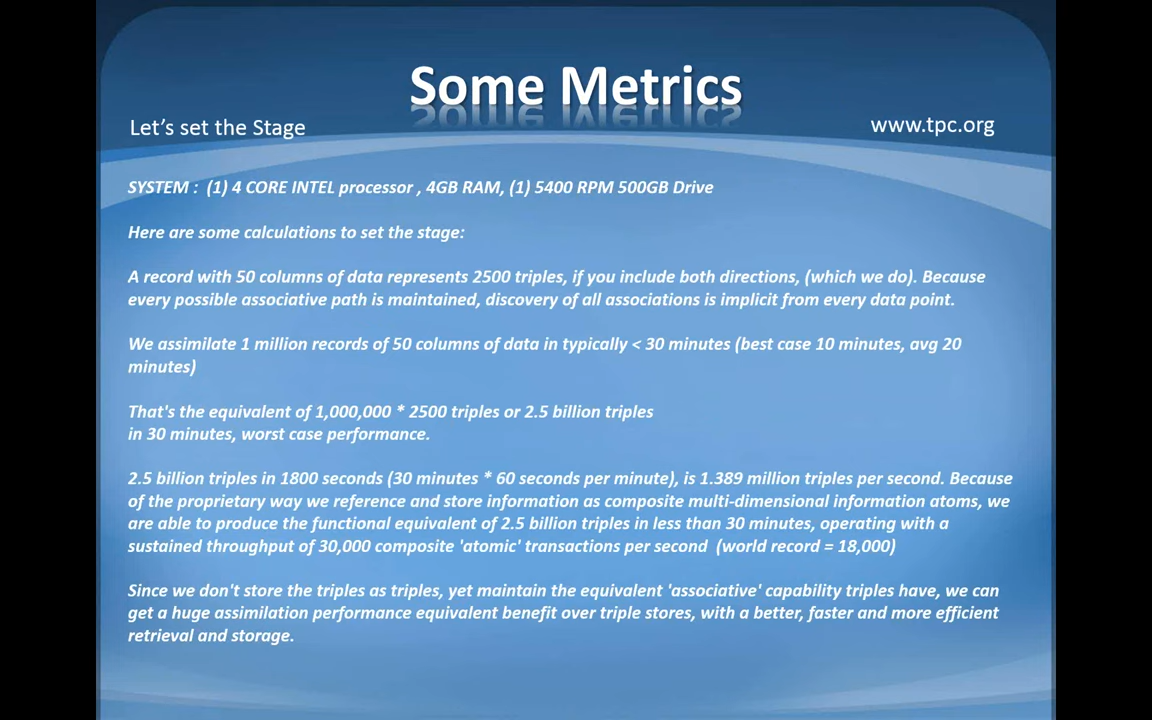 Some Metrics
Let's set the Stage
www.tpc.org
SYSTEM : (1) 4 CORE INTEL processor , 4GB RAM, (1) 5400 RPM 500GB Drive
Here are some calculations to set the stage:
A record with 50 columns of data represents 2500 triples, if you include both directions, (which we do). Because
every possible associative path is maintained, discovery of all associations is implicit from every data point.
We assimilate 1 million records of 50 columns of data in typically < 30 minutes (best case 10 minutes, avg 20
minutes)
That's the equivalent of 1,000,000 * 2500 triples or 2.5 billion triples
in 30 minutes, worst case performance.
2.5 billion triples in 1800 seconds (30 minutes * 60 seconds per minute), is 1.389 million triples per second. Because
of the proprietary way we reference and store information as composite multi-dimensional information atoms, we
are able to produce the functional equivalent of 2.5 billion triples in less than 30 minutes, operating with a
sustained throughput of 30,000 composite 'atomic' transactions per second (world record = 18,000)
Since we don't store the triples as triples, yet maintain the equivalent 'associative' capability triples have, we can
get a huge assimilation performance equivalent benefit over triple stores, with a better, faster and more efficient
retrieval and storage.